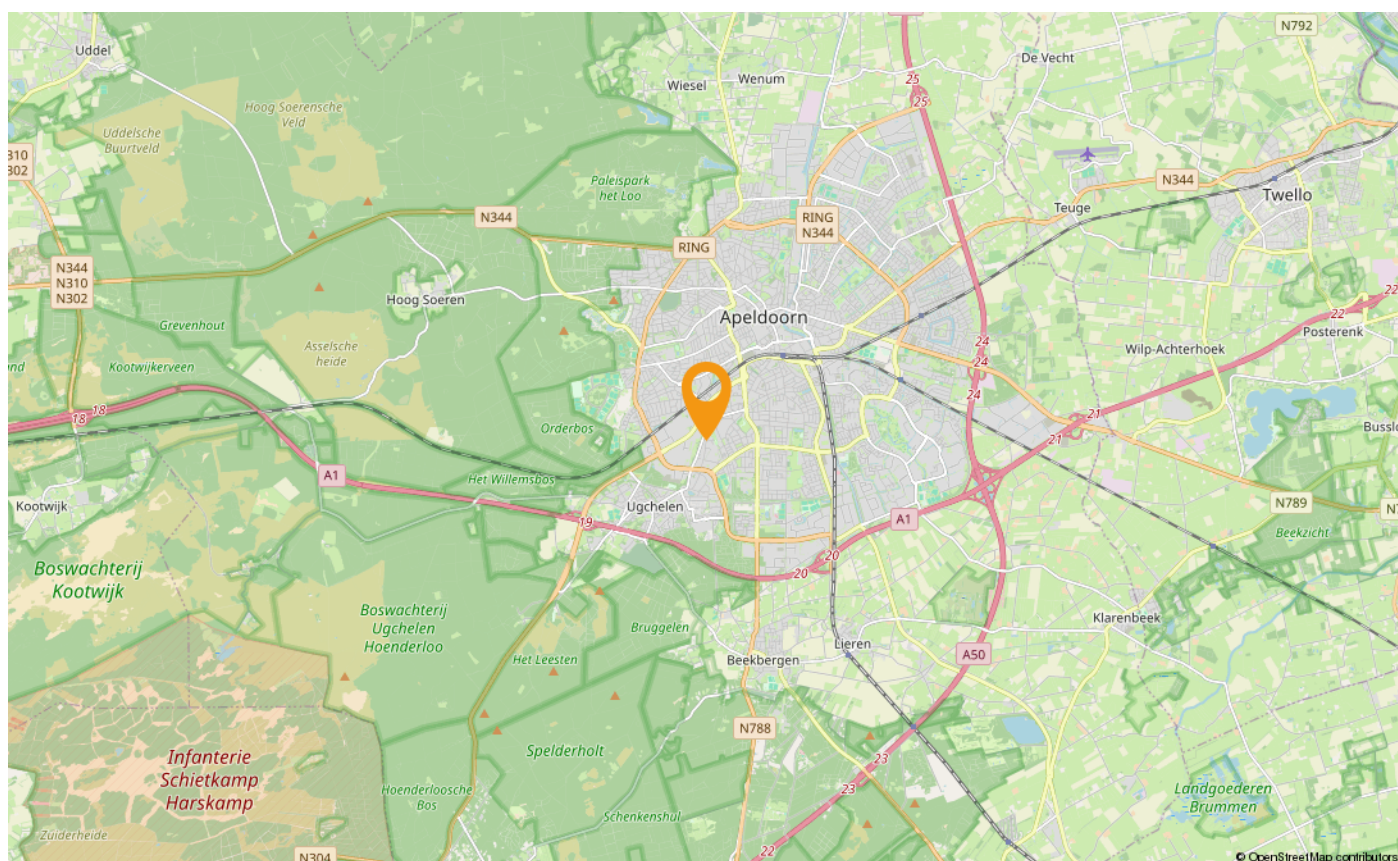 N792
Uddel
De Vecht
Wiesel
Wenum
25
25
Hoog Soerensche
Veld
Uddelsche
Buurtveld
310
302
Paleispark
het Loo
N344
Twello
Teuge
N344
RING
N344
RING
N344
N310
N302
Hoog Soeren
22
22
Apeldoorn
Posterenk
Grevenhout
Asselsche
heide
24
Wilp-Achterhoek
24
Kootwijkerveen
24
18
18
21
21
Orderbos
A1
Het Willemsbos
Kootwijk
Ugchelen
19
A1
N789
Beekzicht
20
20
Boswachterij
Kootwijk
Boswachterij
Ugchelen
Hoenderloo
Bruggelen
Klarenbeek
Lieren
A50
Het Leesten
Beekbergen
N788
Spelderholt
Infanterie
Schietkamp
Harskamp
23
23
Hoenderloosche
Bos
Landgoederen
Brummen
Schenkenshul
Zuiderheide
22
N304
© OpenStreetMap contributors